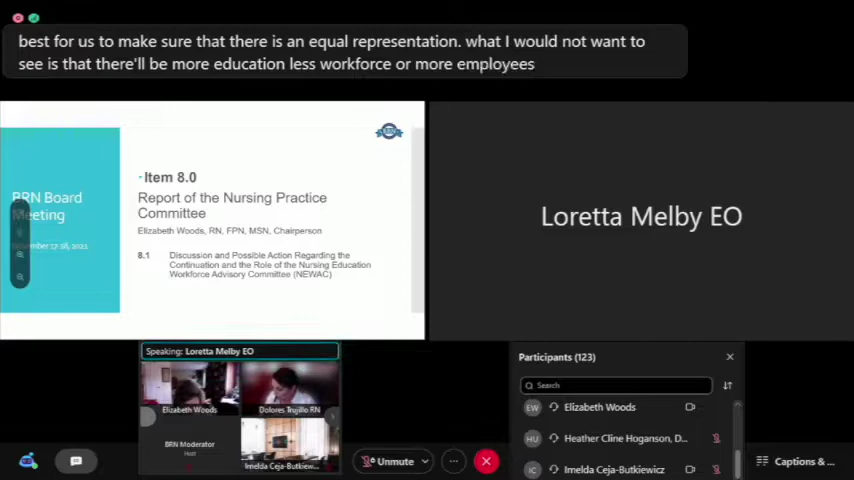 best for us to make sure that there is an equal representation. what I would not want to
see is that there'll be more education less workforce or more employees
BRN Board
Meeting
November 17-18, 2021
Item 8.0
Report of the Nursing Practice
Committee
Elizabeth Woods, RN, FPN, MSN, Chairperson
8.1 Discussion and Possible Action Regarding the
Continuation and the Role of the Nursing Education
Workforce Advisory Committee (NEWAC)
Loretta Melby EO
Speaking: Loretta Melby EO
Elizabeth Woods
Dolores Trujillo RN
BRN Moderator
Host
Imelda Ceja-Butkiew...
Unmute
Participants (123)
Search
EW Elizabeth Woods
HU Heather Cline Hoganson, D...
IC Imelda Ceja-Butkiewicz
Captions & ...